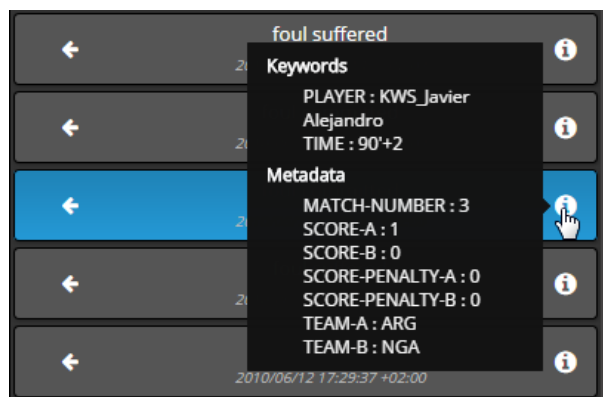 foul suffered
Keywords
PLAYER : KWS_Javier
Alejandro
TIME : 90'+2
Metadata
MATCH-NUMBER : 3
SCORE-A : 1
SCORE-B : 0
SCORE-PENALTY-A : 0
SCORE-PENALTY-B : 0
TEAM-A : ARG
TEAM-B : NGA
2010/06/12 17:29:37 +02:00